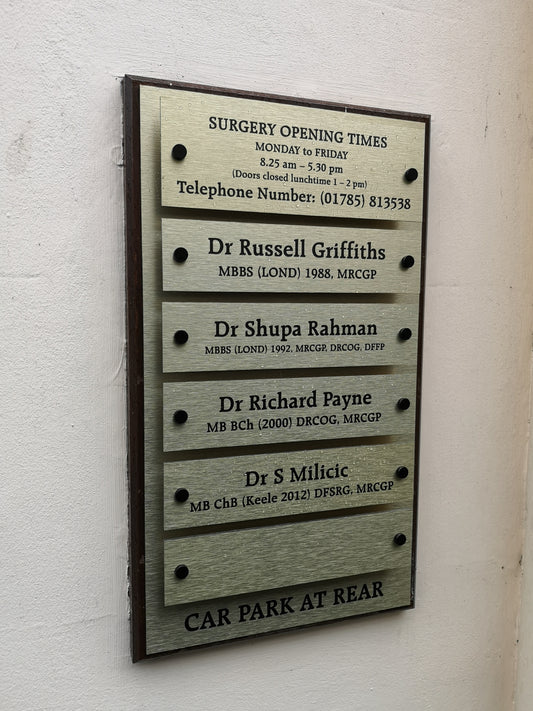 SURGERY OPENING TIMES
MONDAY to FRIDAY
8.25 am – 5.30 pm
(Doors closed lunchtime 1 – 2 pm)
Telephone Number: (01785) 813538
Dr Russell Griffiths
MBBS (LOND) 1988, MRCGP
Dr Shupa Rahman
MBBS (LOND) 1992, MRCGP, DRCOG, DFFP
Dr Richard Payne
MB BCh (2000) DRCOG, MRCGP
Dr S Milicic
MB ChB (Keele 2012) DFSRG, MRCGP
CAR PARK AT REAR